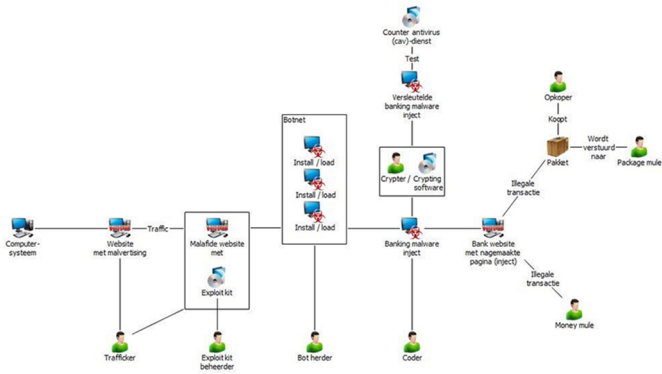 Counter antivirus
(cav)-dienst
Test
Versleutelde
banking malware
inject
Opkoper
Koopt
Pakket
Wordt
verstuurd
naar
Package mule
Botnet
Install / load
Install / load
Install / load
Crypter /
Crypting
software
Illegale
transactie
Computer-
systeem
Website
met malvertising
Traffic
Malafide website
met
Exploit kit
Banking malware
inject
Bank website
met nagemaakte
pagina (inject)
Illegale
transactie
Money mule
Trafficker
Exploit kit
beheerder
Bot herder
Coder